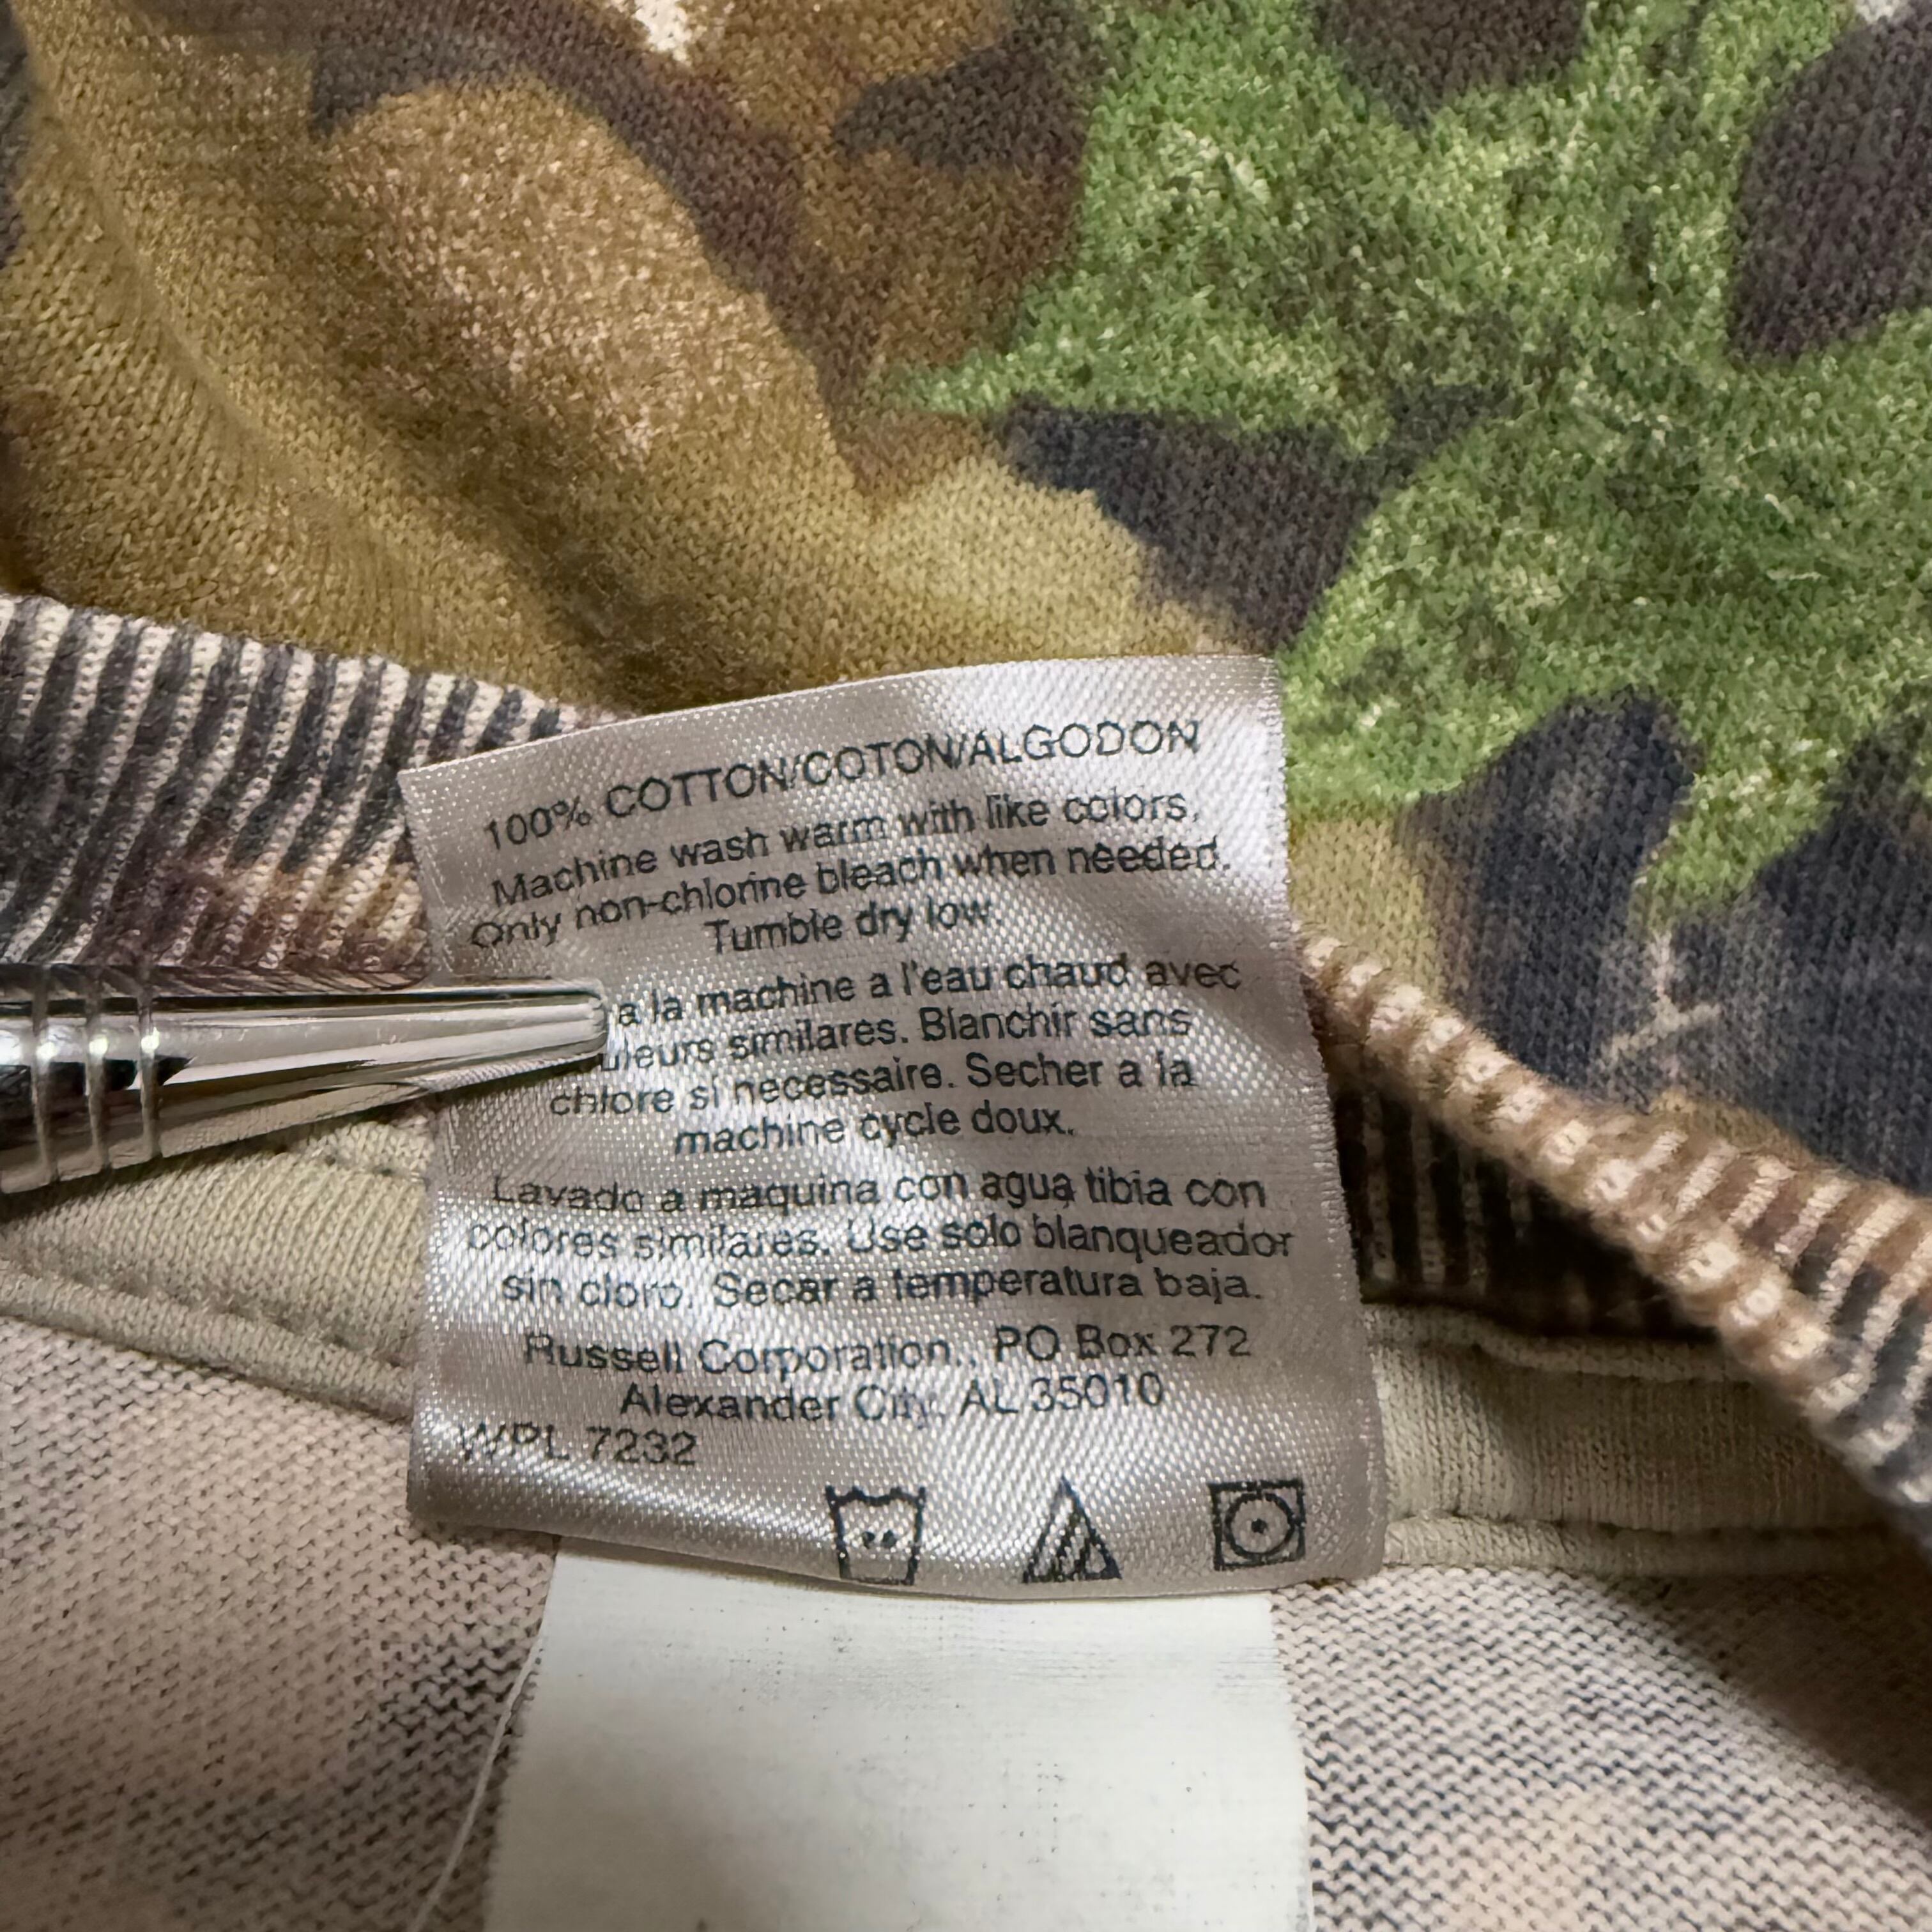 100% COTTON/COTON/ALGODON
Machine wash warm with like colors.
Only non-chlorine bleach when needed.
Tumble dry low.
a la machine a l'eau chaud avec
uleurs similares. Blanchir sans
chlore si necessaire. Secher a la
machine cycle doux.
Lavado a maquina con agua tibia con
colores similares. Use solo blanqueador
sin cloro. Secar a temperatura baja.
Russell Corporation., PO Box 272
Alexander City, AL 35010
WPL 7232